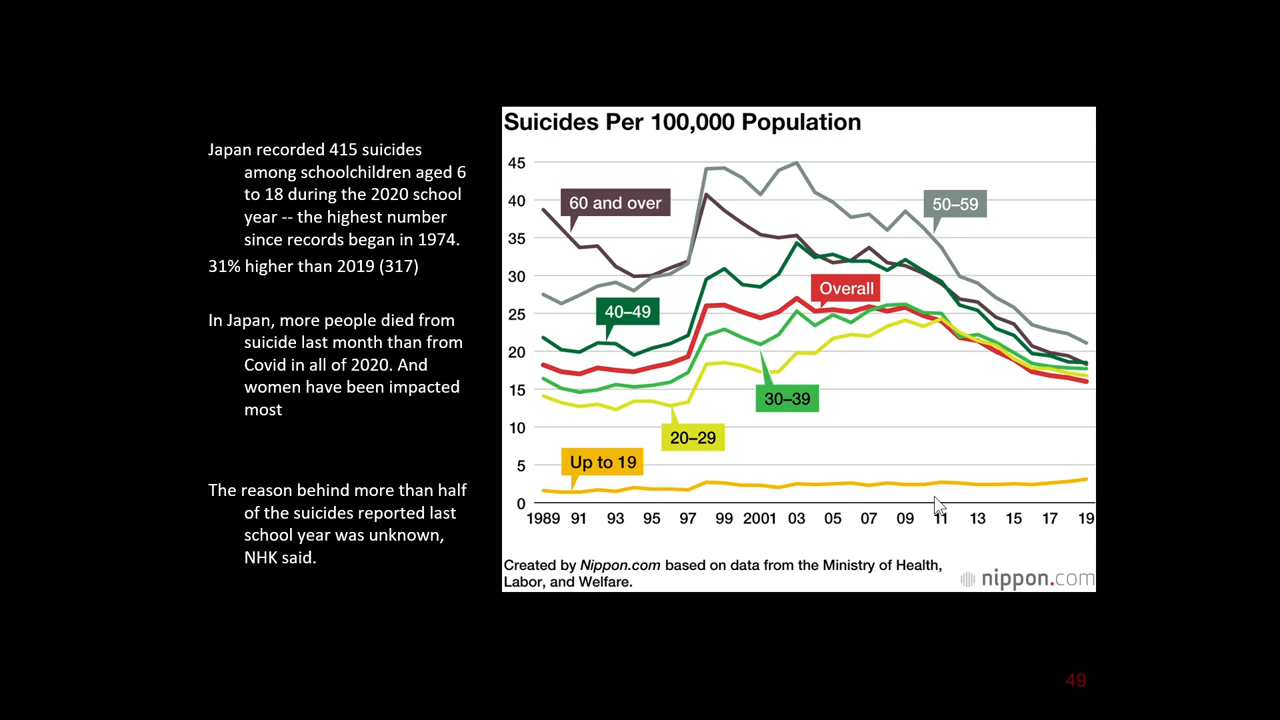 Japan recorded 415 suicides
among schoolchildren aged 6
to 18 during the 2020 school
year -- the highest number
since records began in 1974.
31% higher than 2019 (317)
In Japan, more people died from
suicide last month than from
Covid in all of 2020. And
women have been impacted
most
The reason behind more than half
of the suicides reported last
school year was unknown,
NHK said.
Suicides Per 100,000 Population
45
40
35
30
25
20
15
10
5
0
60 and over
50–59
Overall
40–49
30–39
20–29
Up to 19
1989 91 93 95 97 99 2001 03 05 07 09 11 13 15 17 19
Created by Nippon.com based on data from the Ministry of Health,
Labor, and Welfare.
nippon.com
49